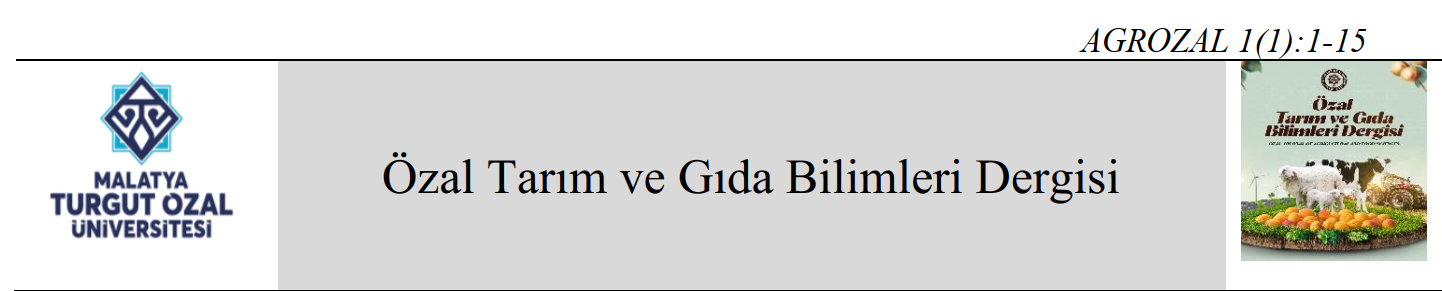 AGROZAL 1(1):1-15
MALATYA
TURGUT ÖZAL
ÜNİVERSİTESİ
Özal Tarım ve Gıda Bilimleri Dergisi
Özal
Tarım ve Gıda
Bilimleri Dergisi